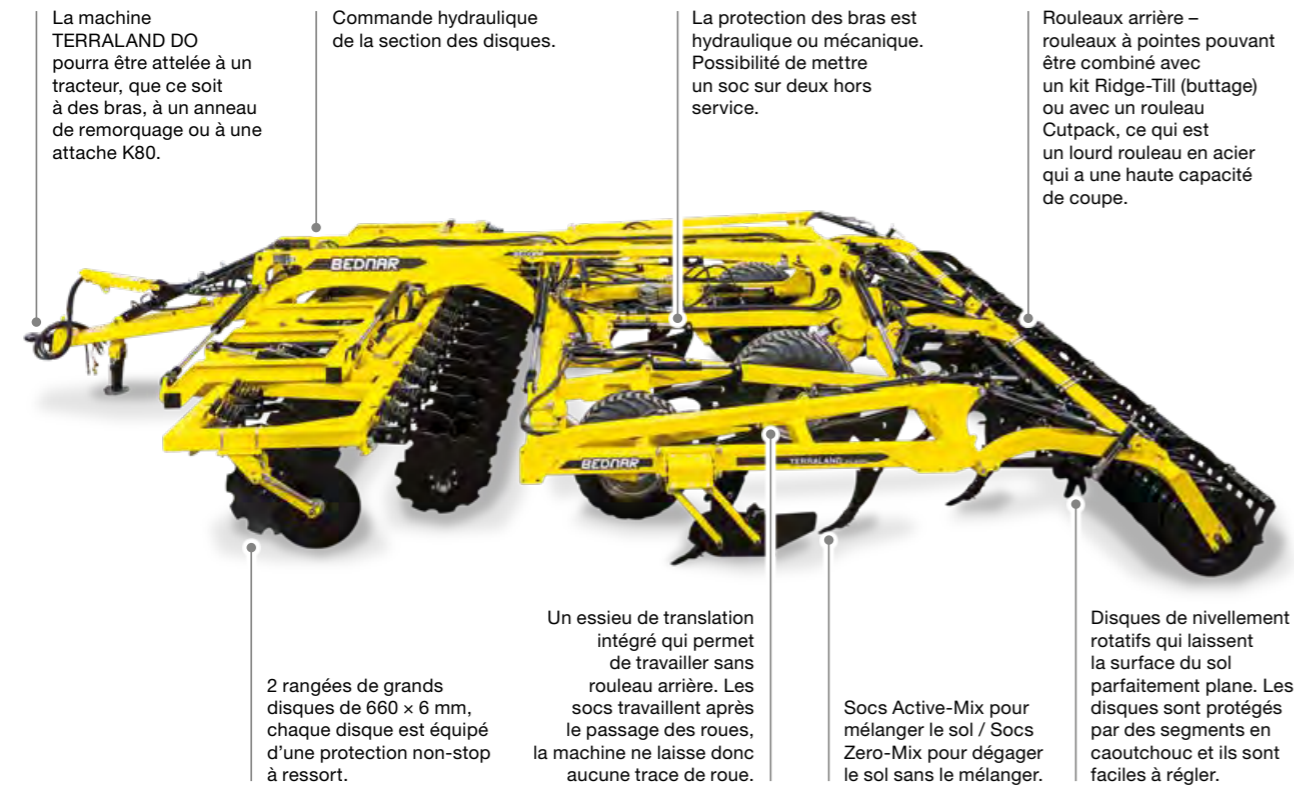 La machine
TERRALAND DO
pourra être attelée à un
tracteur, que ce soit
à des bras, à un anneau
de remorquage ou à une
attache K80.
Commande hydraulique
de la section des disques.
La protection des bras est
hydraulique ou mécanique.
Possibilité de mettre
un soc sur deux hors
service.
Rouleaux arrière –
rouleaux à pointes pouvant
être combiné avec
un kit Ridge-Till (buttage)
ou avec un rouleau
Cutpack, ce qui est
un lourd rouleau en acier
qui a une haute capacité
de coupe.
BEDNAR
BEDNAR
TERRALAND
2 rangées de grands
disques de 660 × 6 mm,
chaque disque est équipé
d’une protection non-stop
à ressort.
Un essieu de translation
intégré qui permet
de travailler sans
rouleau arrière. Les
socs travaillent après
le passage des roues,
la machine ne laisse donc
aucune trace de roue.
Socs Active-Mix pour
mélanger le sol / Socs
Zero-Mix pour dégager
le sol sans le mélanger.
Disques de nivellement
rotatifs qui laissent
la surface du sol
parfaitement plane. Les
disques sont protégés
par des segments en
caoutchouc et ils sont
faciles à régler.